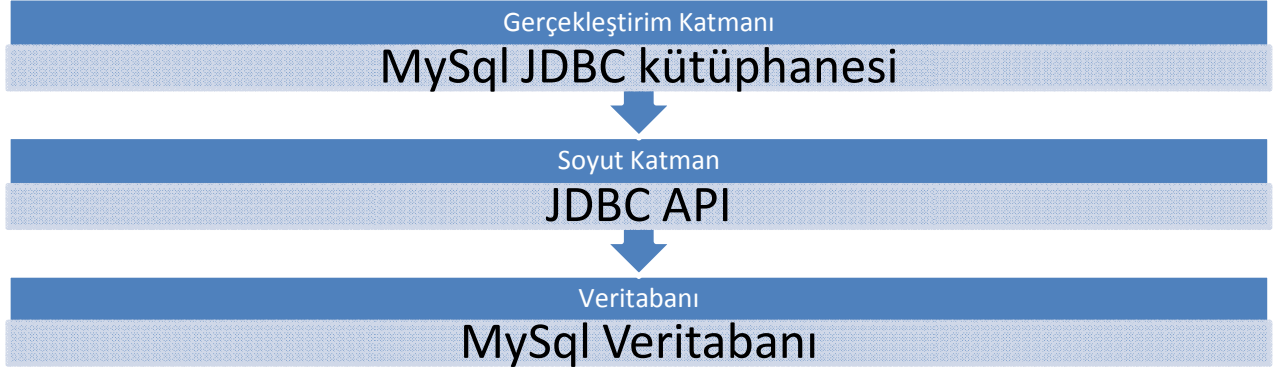 Gerçekleştirim Katmanı
MySql JDBC kütüphanesi
Soyut Katman
JDBC API
Veritabanı
MySql Veritabanı